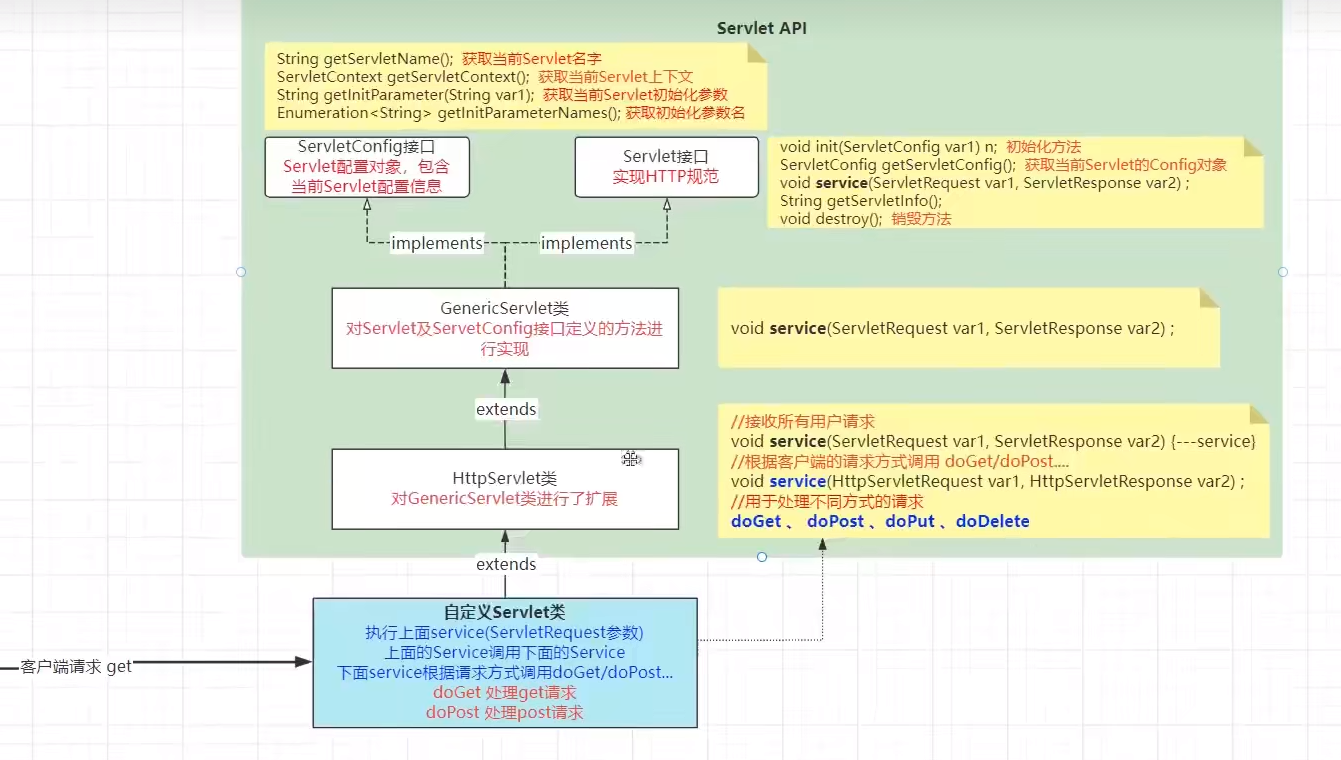 Servlet API
String getServletName(); 获取当前Servlet名字
ServletContext getServletContext(); 获取当前Servlet上下文
String getInitParameter(String var1); 获取当前Servlet初始化参数
Enumeration<String> getInitParameterNames(); 获取初始化参数名
ServletConfig接口
Servlet配置对象，包含
当前Servlet配置信息
Servlet接口
实现HTTP规范
void init(ServletConfig var1) n; 初始化方法
ServletConfig getServletConfig(); 获取当前Servlet的Config对象
void service(ServletRequest var1, ServletResponse var2) ;
String getServletInfo();
void destroy(); 销毁方法
implements
implements
GenericServlet类
对Servlet及ServetConfig接口定义的方法进
行实现
void service(ServletRequest var1, ServletResponse var2) ;
extends
HttpServlet类
对GenericServlet类进行了扩展
//接收所有用户请求
void service(ServletRequest var1, ServletResponse var2) {---service}
//根据客户端的请求方式调用 doGet/doPost....
void service(HttpServletRequest var1, HttpServletResponse var2) ;
//用于处理不同方式的请求
doGet 、 doPost 、doPut 、doDelete
extends
自定义Servlet类
执行上面service(ServletRequest参数)
上面的Service调用下面的Service
下面service根据请求方式调用doGet/doPost...
doGet 处理get请求
doPost 处理post请求
客户端请求 get